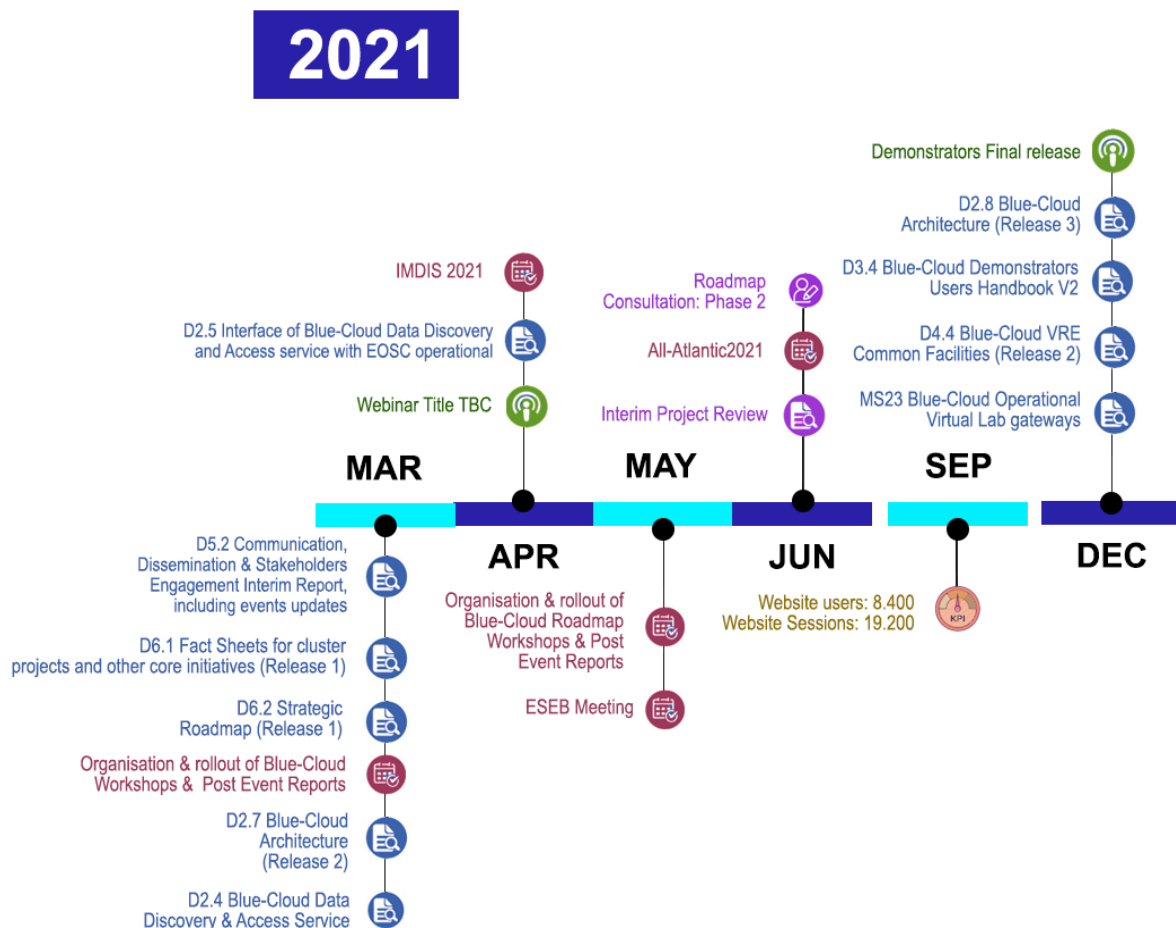 2021
Demonstrators Final release
D2.8 Blue-Cloud
Architecture (Release 3)
IMDIS 2021
D3.4 Blue-Cloud Demonstrators
Users Handbook V2
Roadmap
Consultation: Phase 2
D2.5 Interface of Blue-Cloud Data Discovery
and Access service with EOSC operational
All-Atlantic2021
D4.4 Blue-Cloud VRE
Common Facilities (Release 2)
Webinar Title TBC
Interim Project Review
MS23 Blue-Cloud Operational
Virtual Lab gateways
MAR
MAY
SEP
APR
JUN
DEC
D5.2 Communication,
Dissemination & Stakeholders
Engagement Interim Report,
including events updates
D6.1 Fact Sheets for cluster
projects and other core initiatives (Release 1)
D6.2 Strategic
Roadmap (Release 1)
Organisation & rollout of Blue-Cloud
Workshops & Post Event Reports
D2.7 Blue-Cloud
Architecture
(Release 2)
D2.4 Blue-Cloud Data
Discovery & Access Service
Organisation & rollout of
Blue-Cloud Roadmap
Workshops & Post
Event Reports
ESEB Meeting
Website users: 8.400
Website Sessions: 19.200
KPI